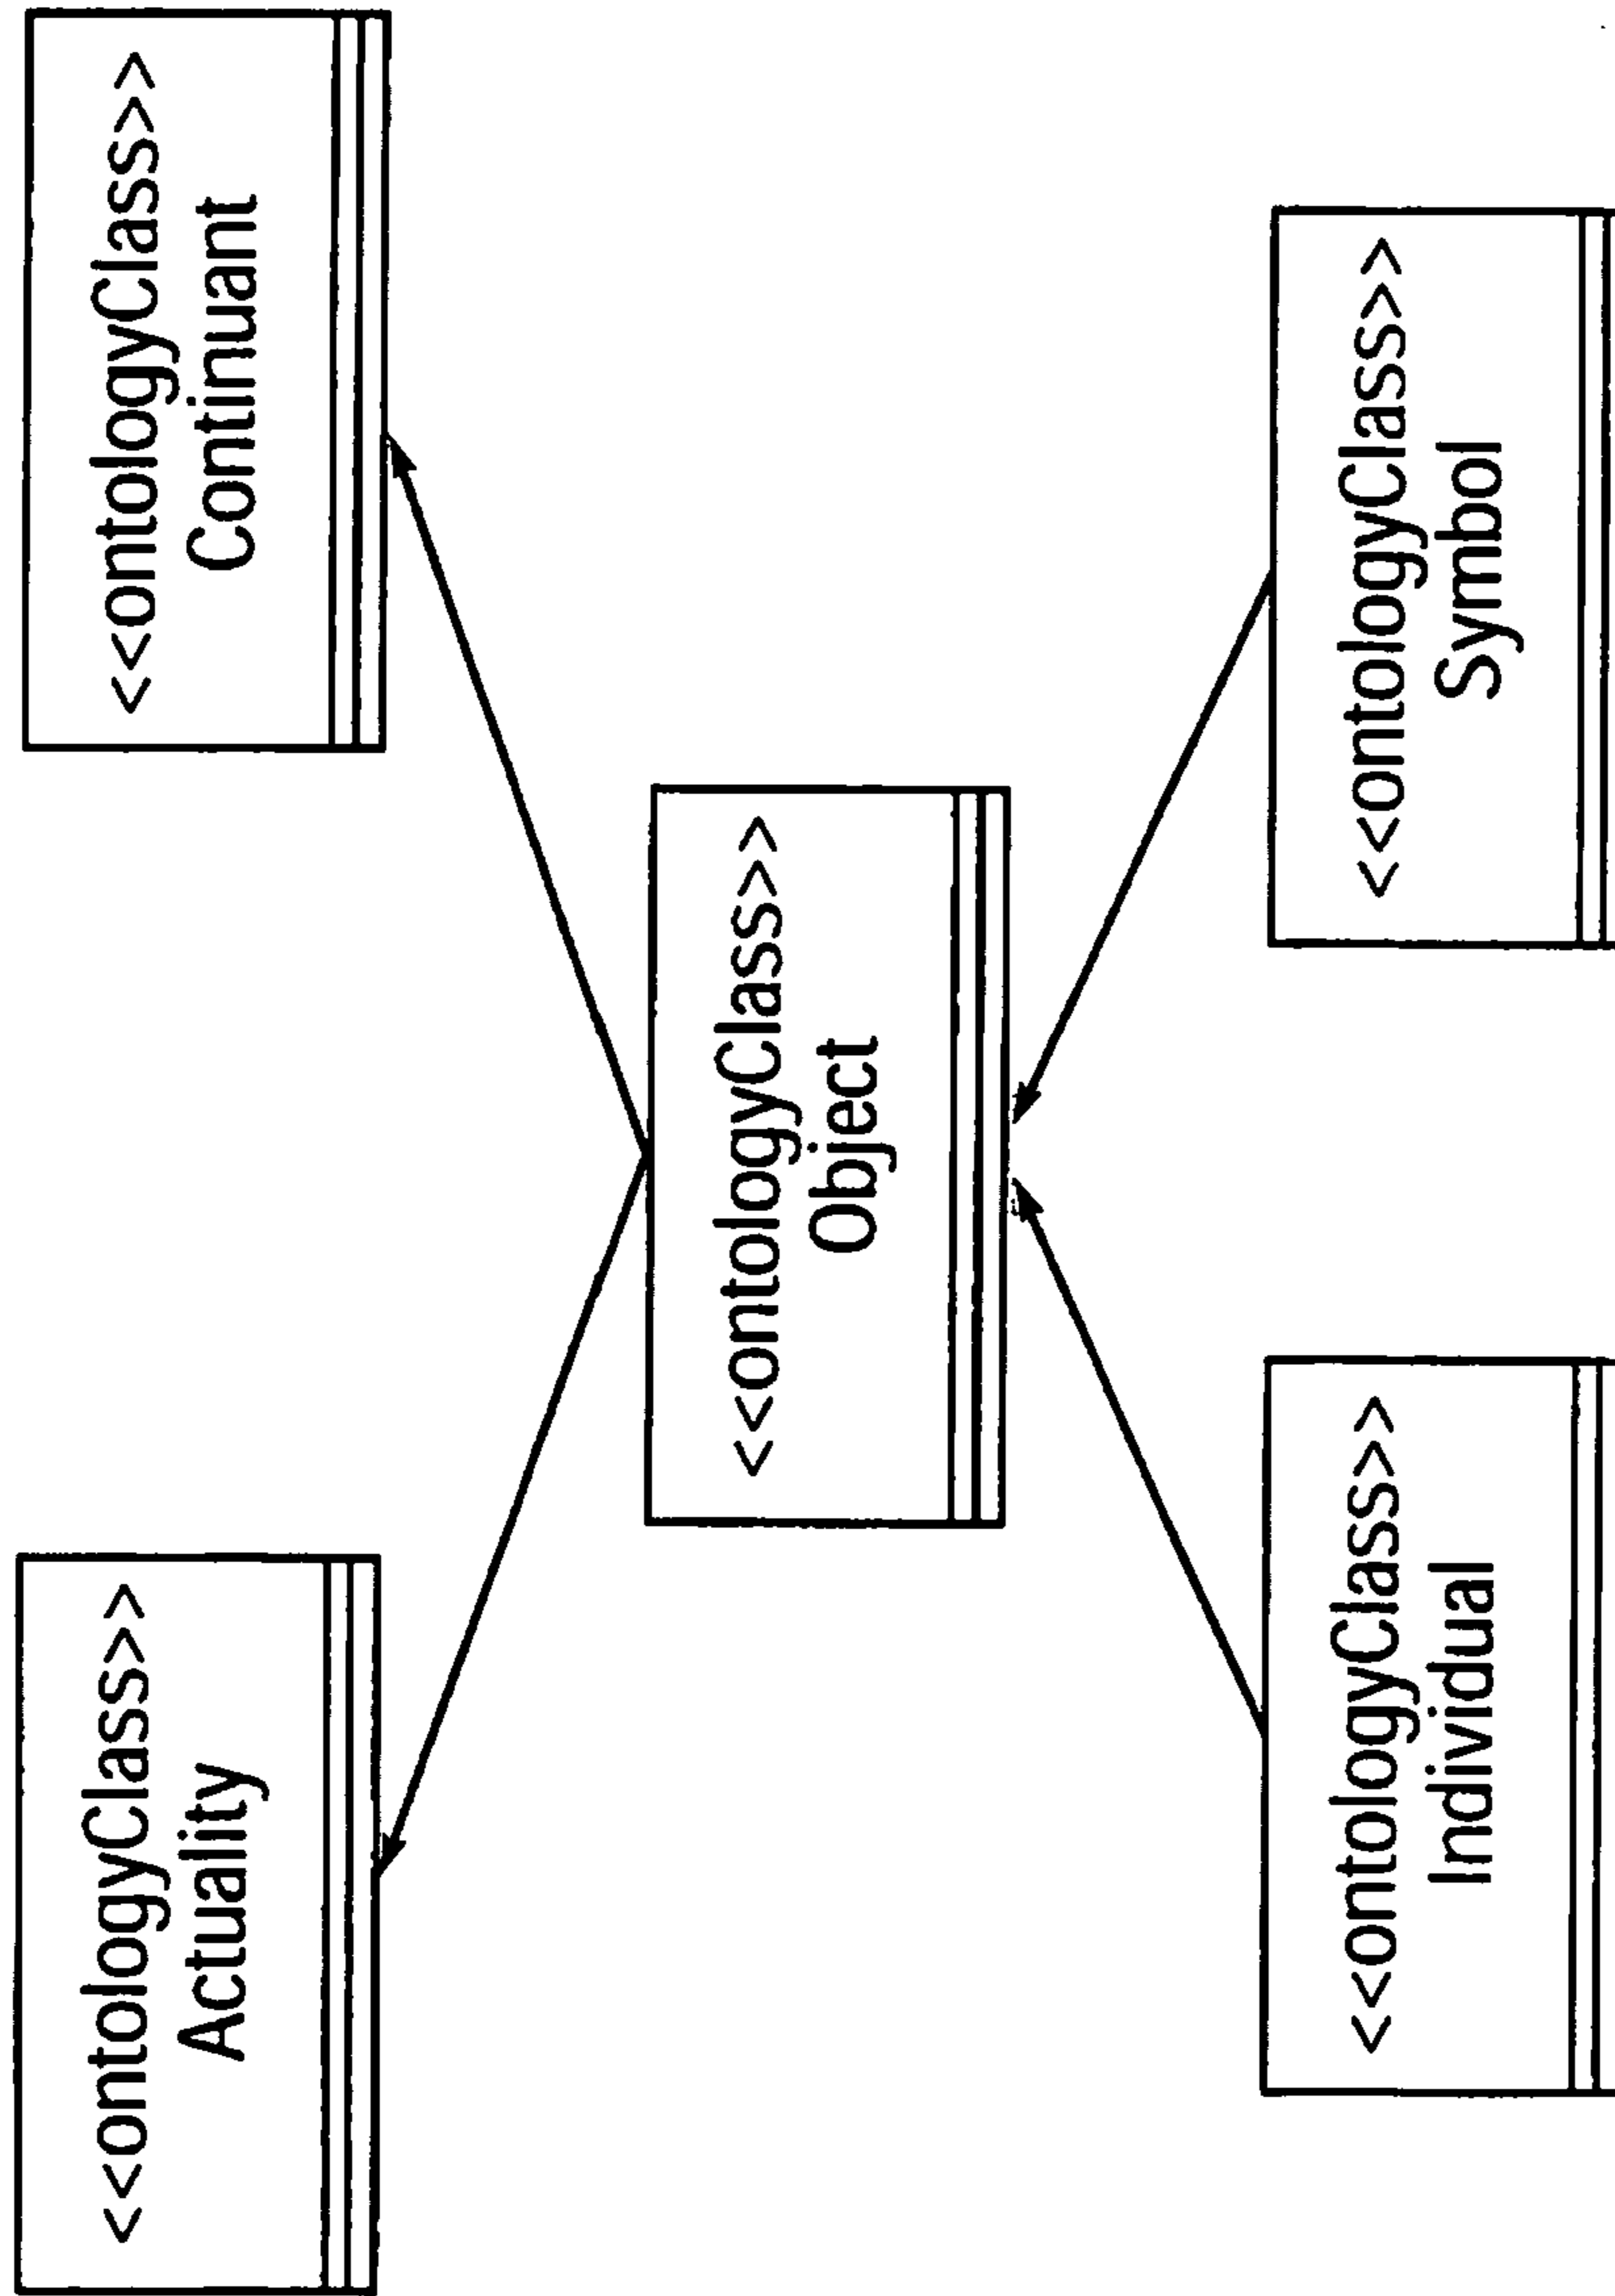 <<ontologyClass>>
Actuality
<<ontologyClass>>
Continuant
<<ontologyClass>>
Object
<<ontologyClass>>
Individual
<<ontologyClass>>
Symbol